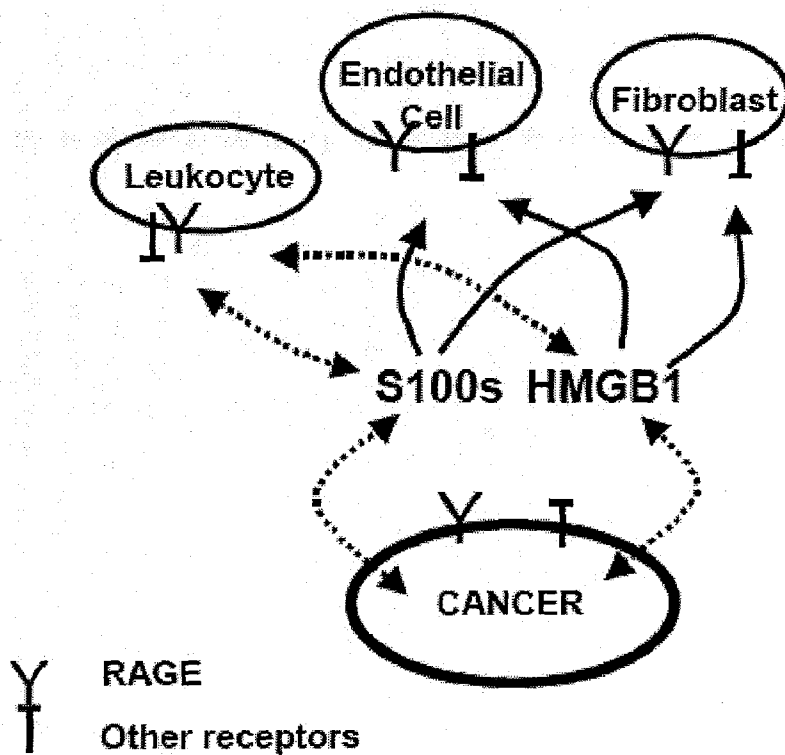 Endothelial
Cell
Fibroblast
Leukocyte
S100s HMGB1
CANCER
RAGE
Other receptors